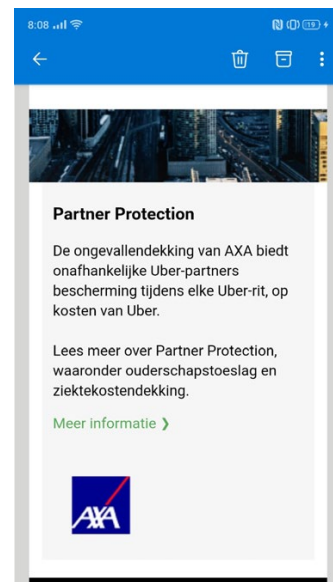 8:08
19
Partner Protection
De ongevallendekking van AXA biedt
onafhankelijke Uber-partners
bescherming tijdens elke Uber-rit, op
kosten van Uber.
Lees meer over Partner Protection,
waaronder ouderschapstoeslag en
ziektekostendekking.
Meer informatie ❯
AXA